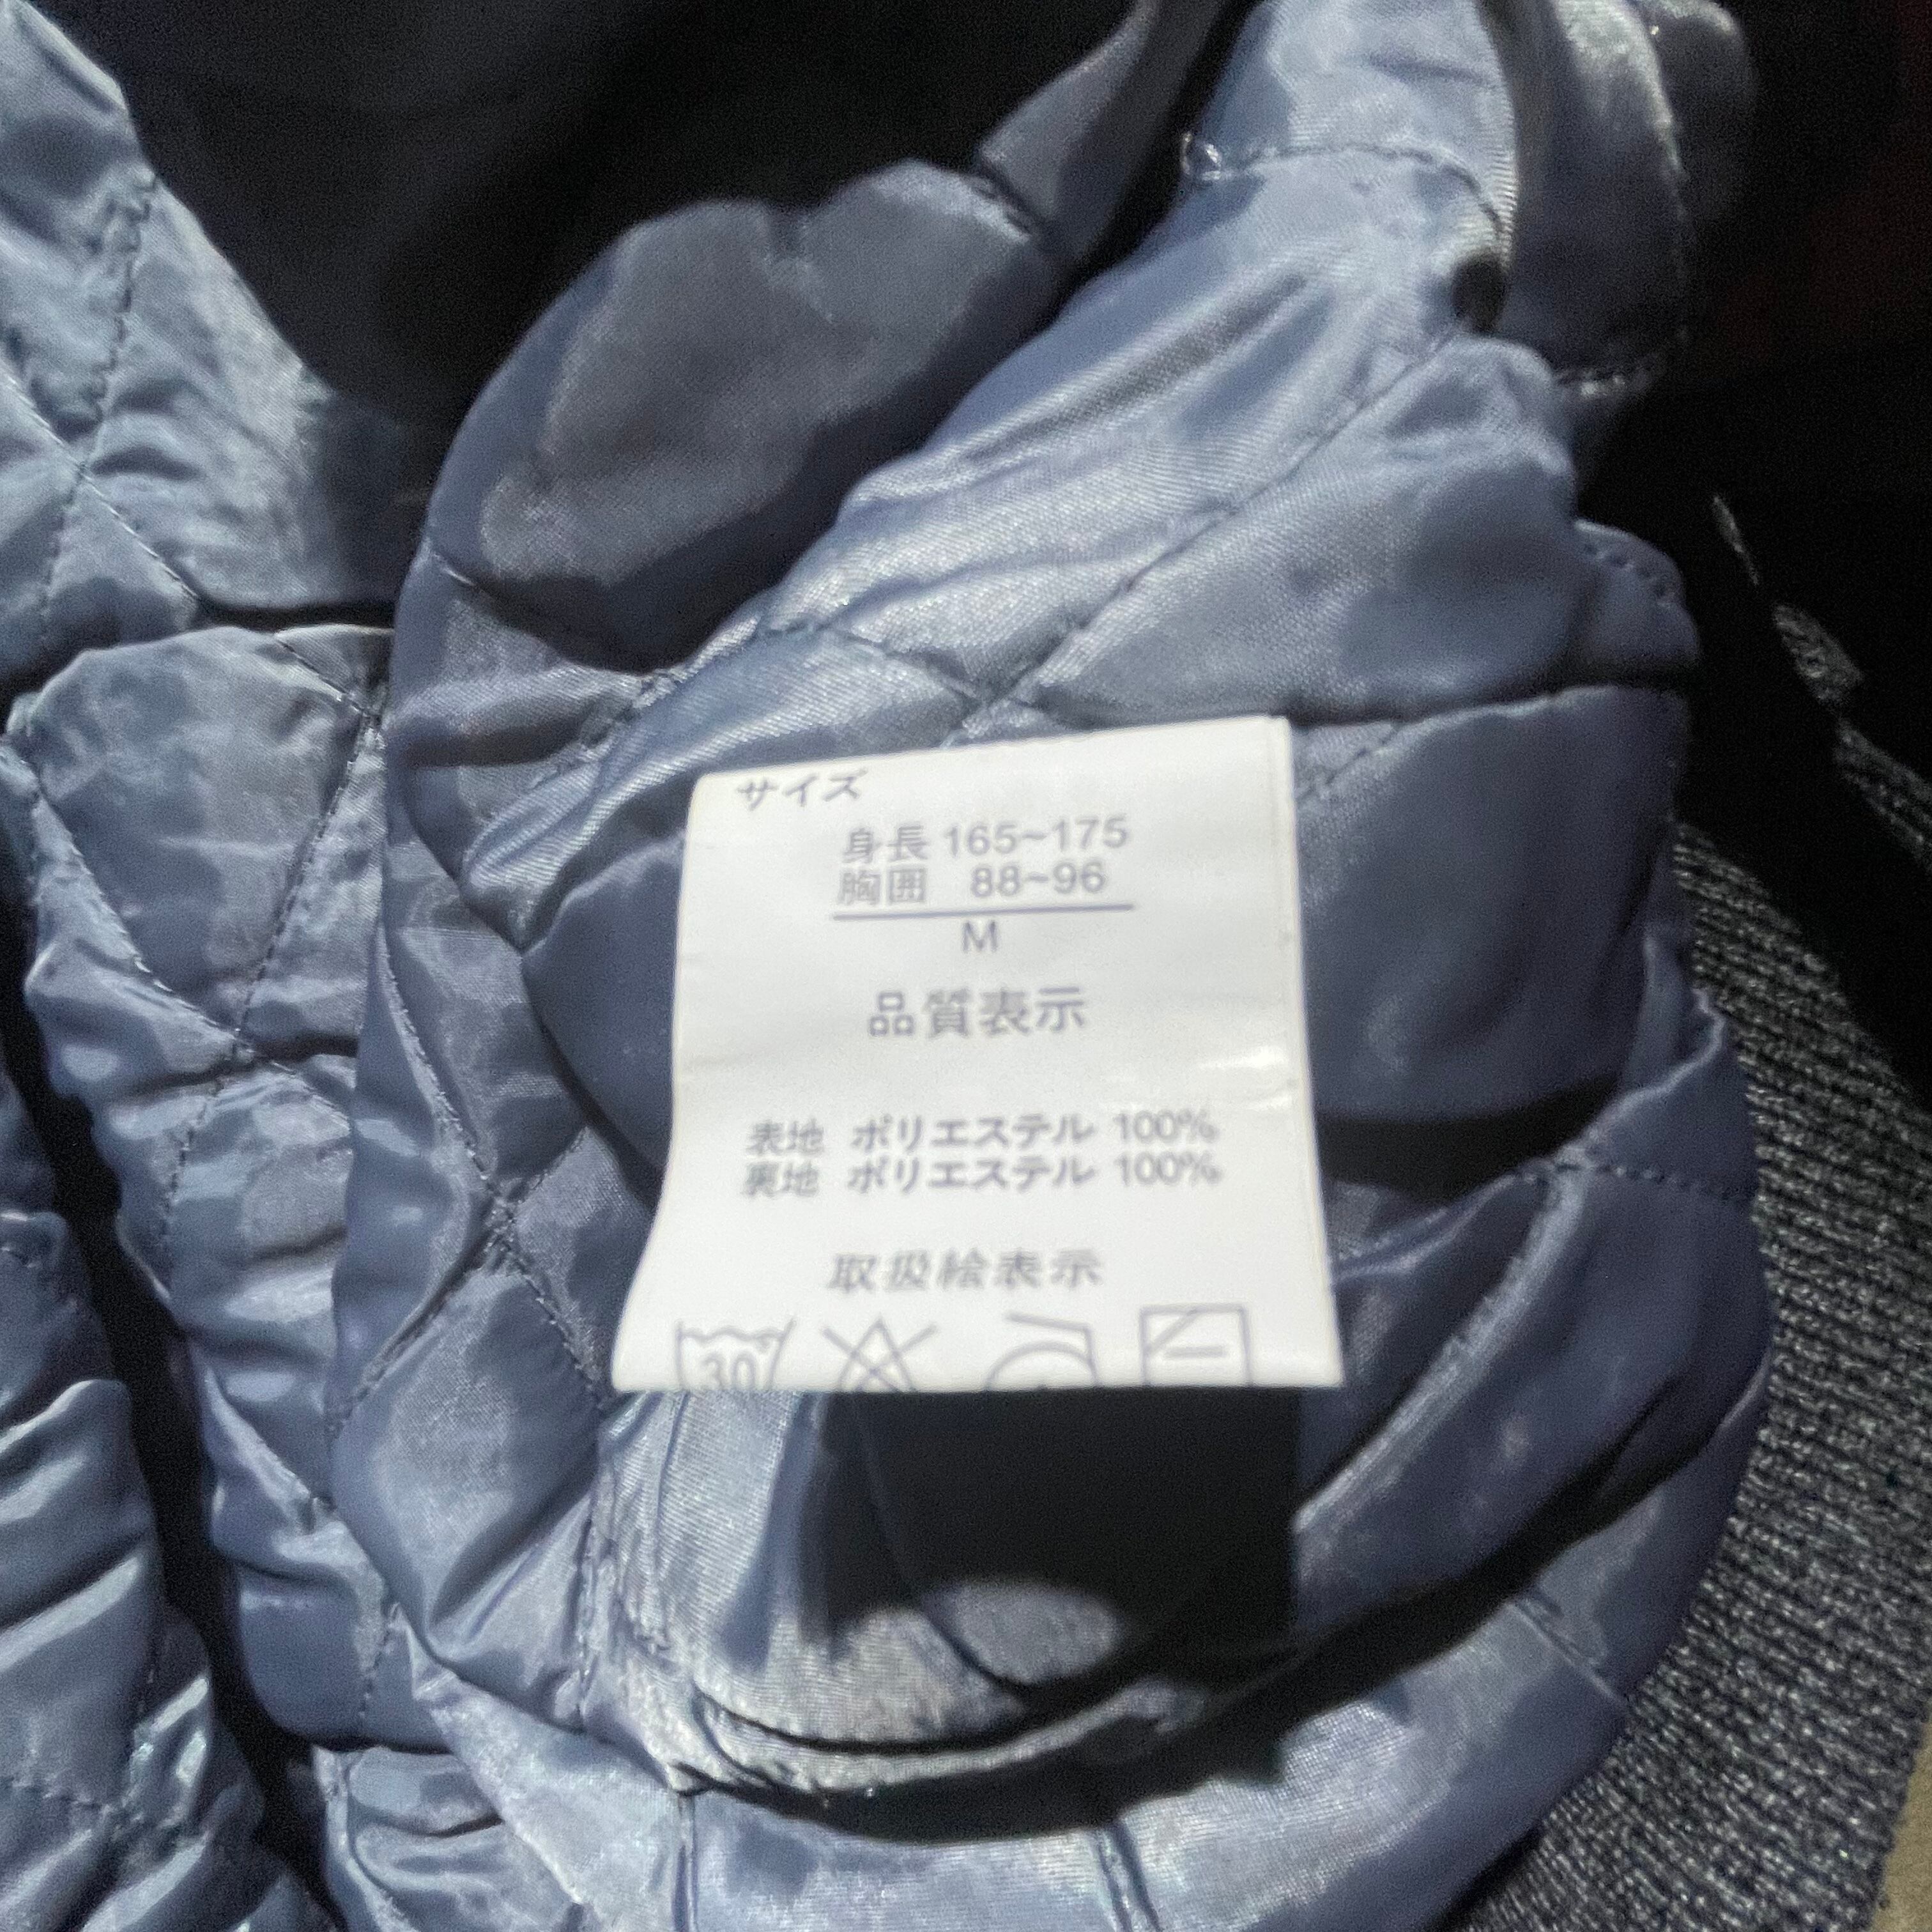 サイズ
身長 165~175
胸囲 88~96
M
品質表示
表地 ポリエステル 100%
裏地 ポリエステル 100%
取扱絵表示
30